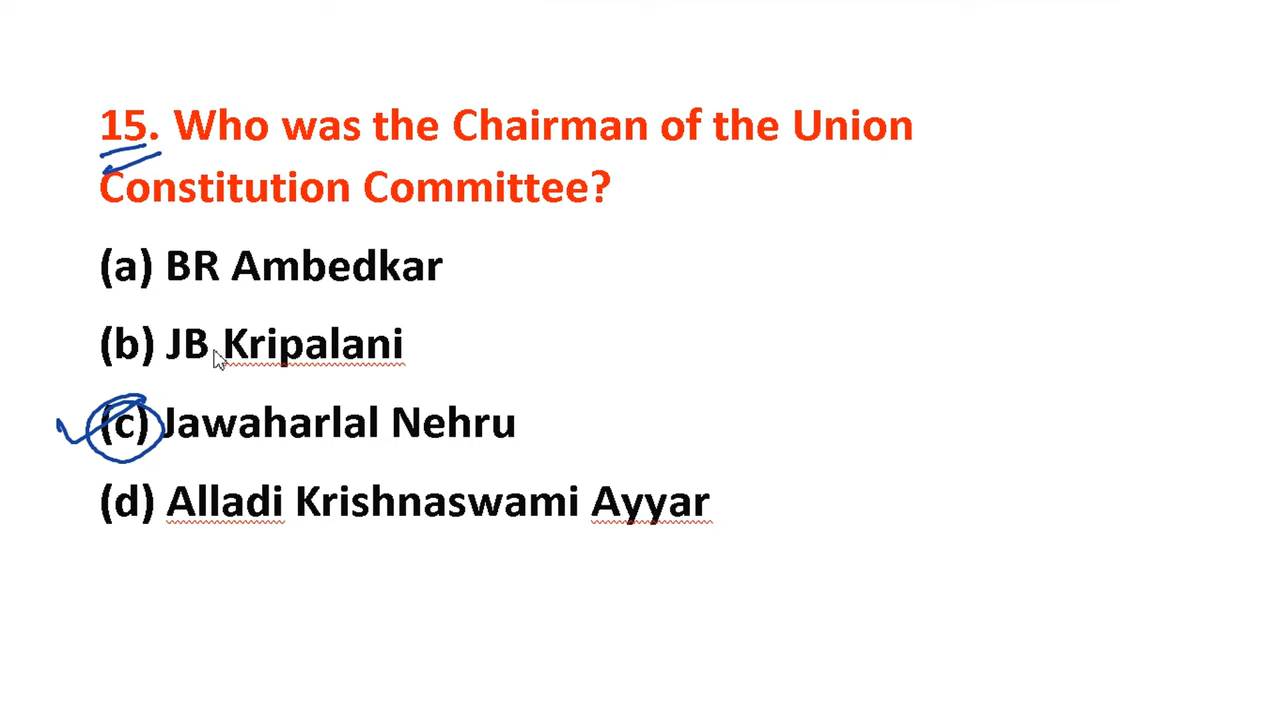 15. Who was the Chairman of the Union
Constitution Committee?
(a) BR Ambedkar
(b) JB Kripalani
(c) Jawaharlal Nehru
(d) Alladi Krishnaswami Ayyar